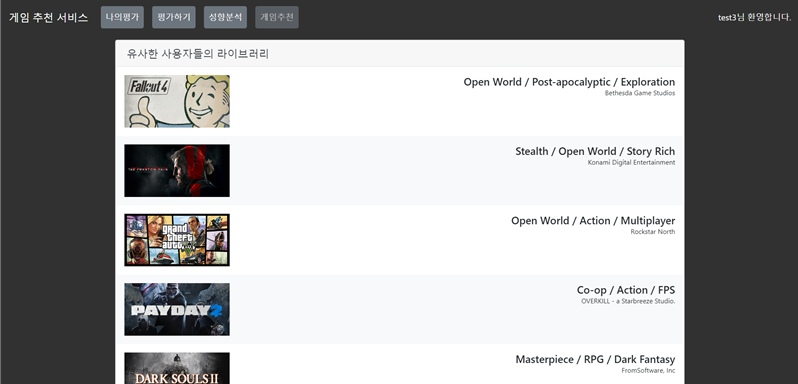 게임 추천 서비스 나의평가 평가하기 성향분석 게임추천 test3님 환영합니다.
유사한 사용자들의 라이브러리
Fallout 4
Open World / Post-apocalyptic / Exploration
Bethesda Game Studios
Stealth / Open World / Story Rich
Konami Digital Entertainment
THE PHANTOM PAIN
Open World / Action / Multiplayer
Rockstar North
grand
theft
auto
Co-op / Action / FPS
OVERKILL - a Starbreeze Studio.
PAYDAY 2
Masterpiece / RPG / Dark Fantasy
FromSoftware, Inc
DARK SOULS II